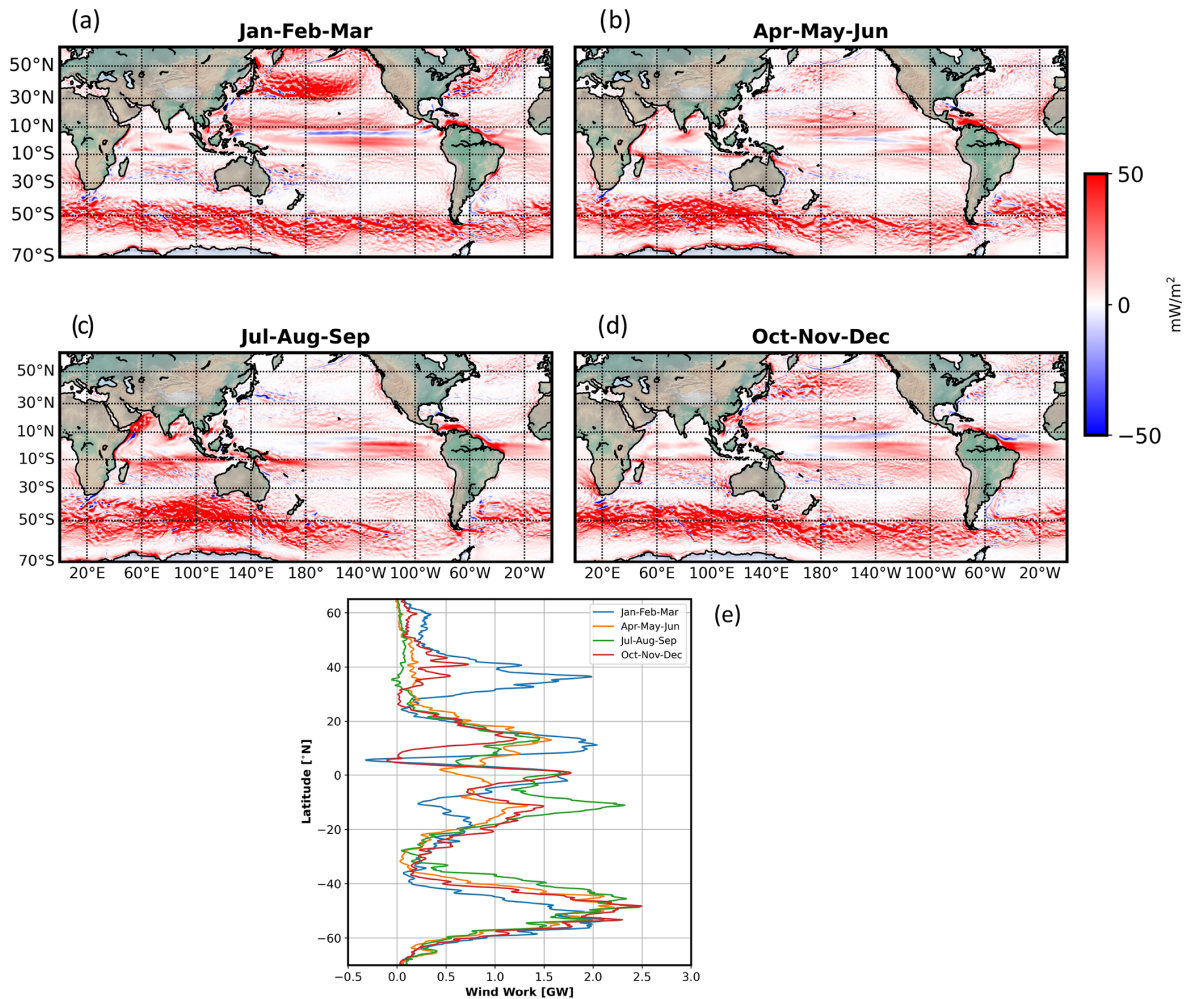 (a)
Jan-Feb-Mar
(b)
Apr-May-Jun
50°N
30°N
10°N
10°S
30°S
50°S
70°S
50
0
−50
mW/m²
(c)
Jul-Aug-Sep
(d)
Oct-Nov-Dec
50°N
30°N
10°N
10°S
30°S
50°S
70°S
20°E 60°E 100°E 140°E 180° 140°W 100°W 60°W 20°W
20°E 60°E 100°E 140°E 180° 140°W 100°W 60°W 20°W
(e)
Jan-Feb-Mar
Apr-May-Jun
Jul-Aug-Sep
Oct-Nov-Dec
60
40
20
0
−20
−40
−60
Latitude [°N]
−0.5 0.0 0.5 1.0 1.5 2.0 2.5 3.0
Wind Work [GW]